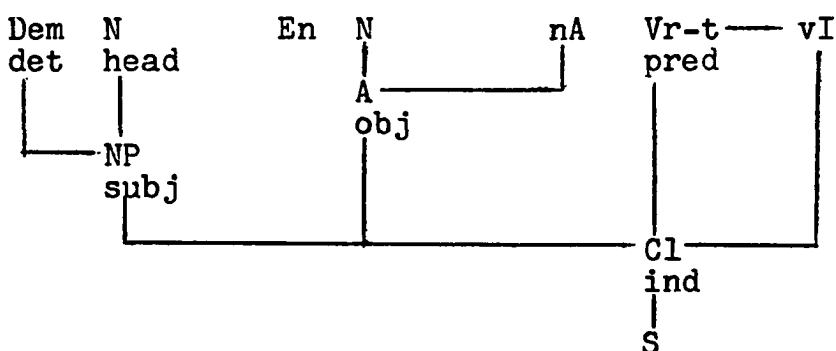 Dem N En N nA Vr-t vI
det head pred
A
obj
NP
subj
Cl
ind
S